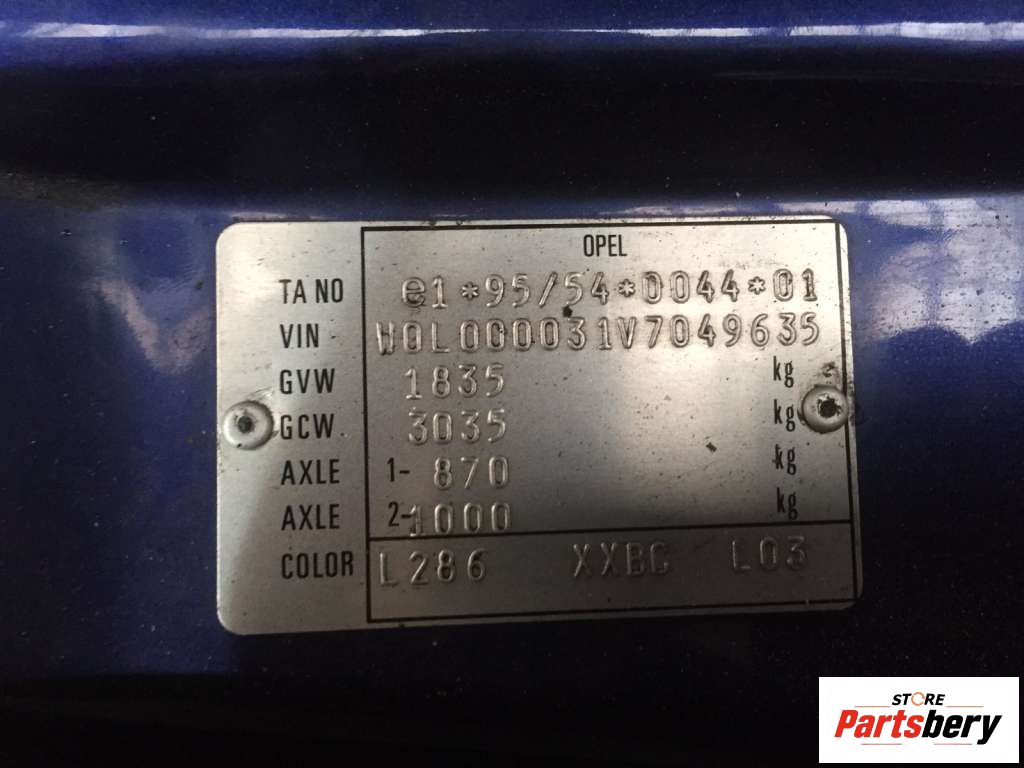 OPEL
TA NO e1*95/54*0044*01
VIN W0L000031V7049635
GVW 1835 kg
GCW 3035 kg
AXLE 1- 870 kg
AXLE 2- 1000 kg
COLOR L286 XXBC L03
STORE
Partsbery